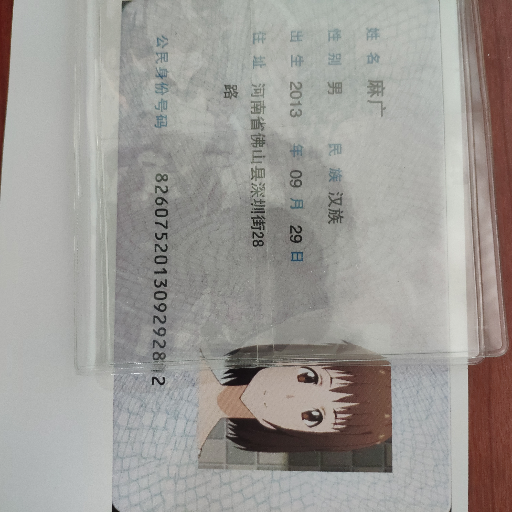 姓名 麻广
性别 男 民族 汉族
出生 2013 年 09 月 29 日
住址 河南省佛山县深圳街28
路
公民身份号码